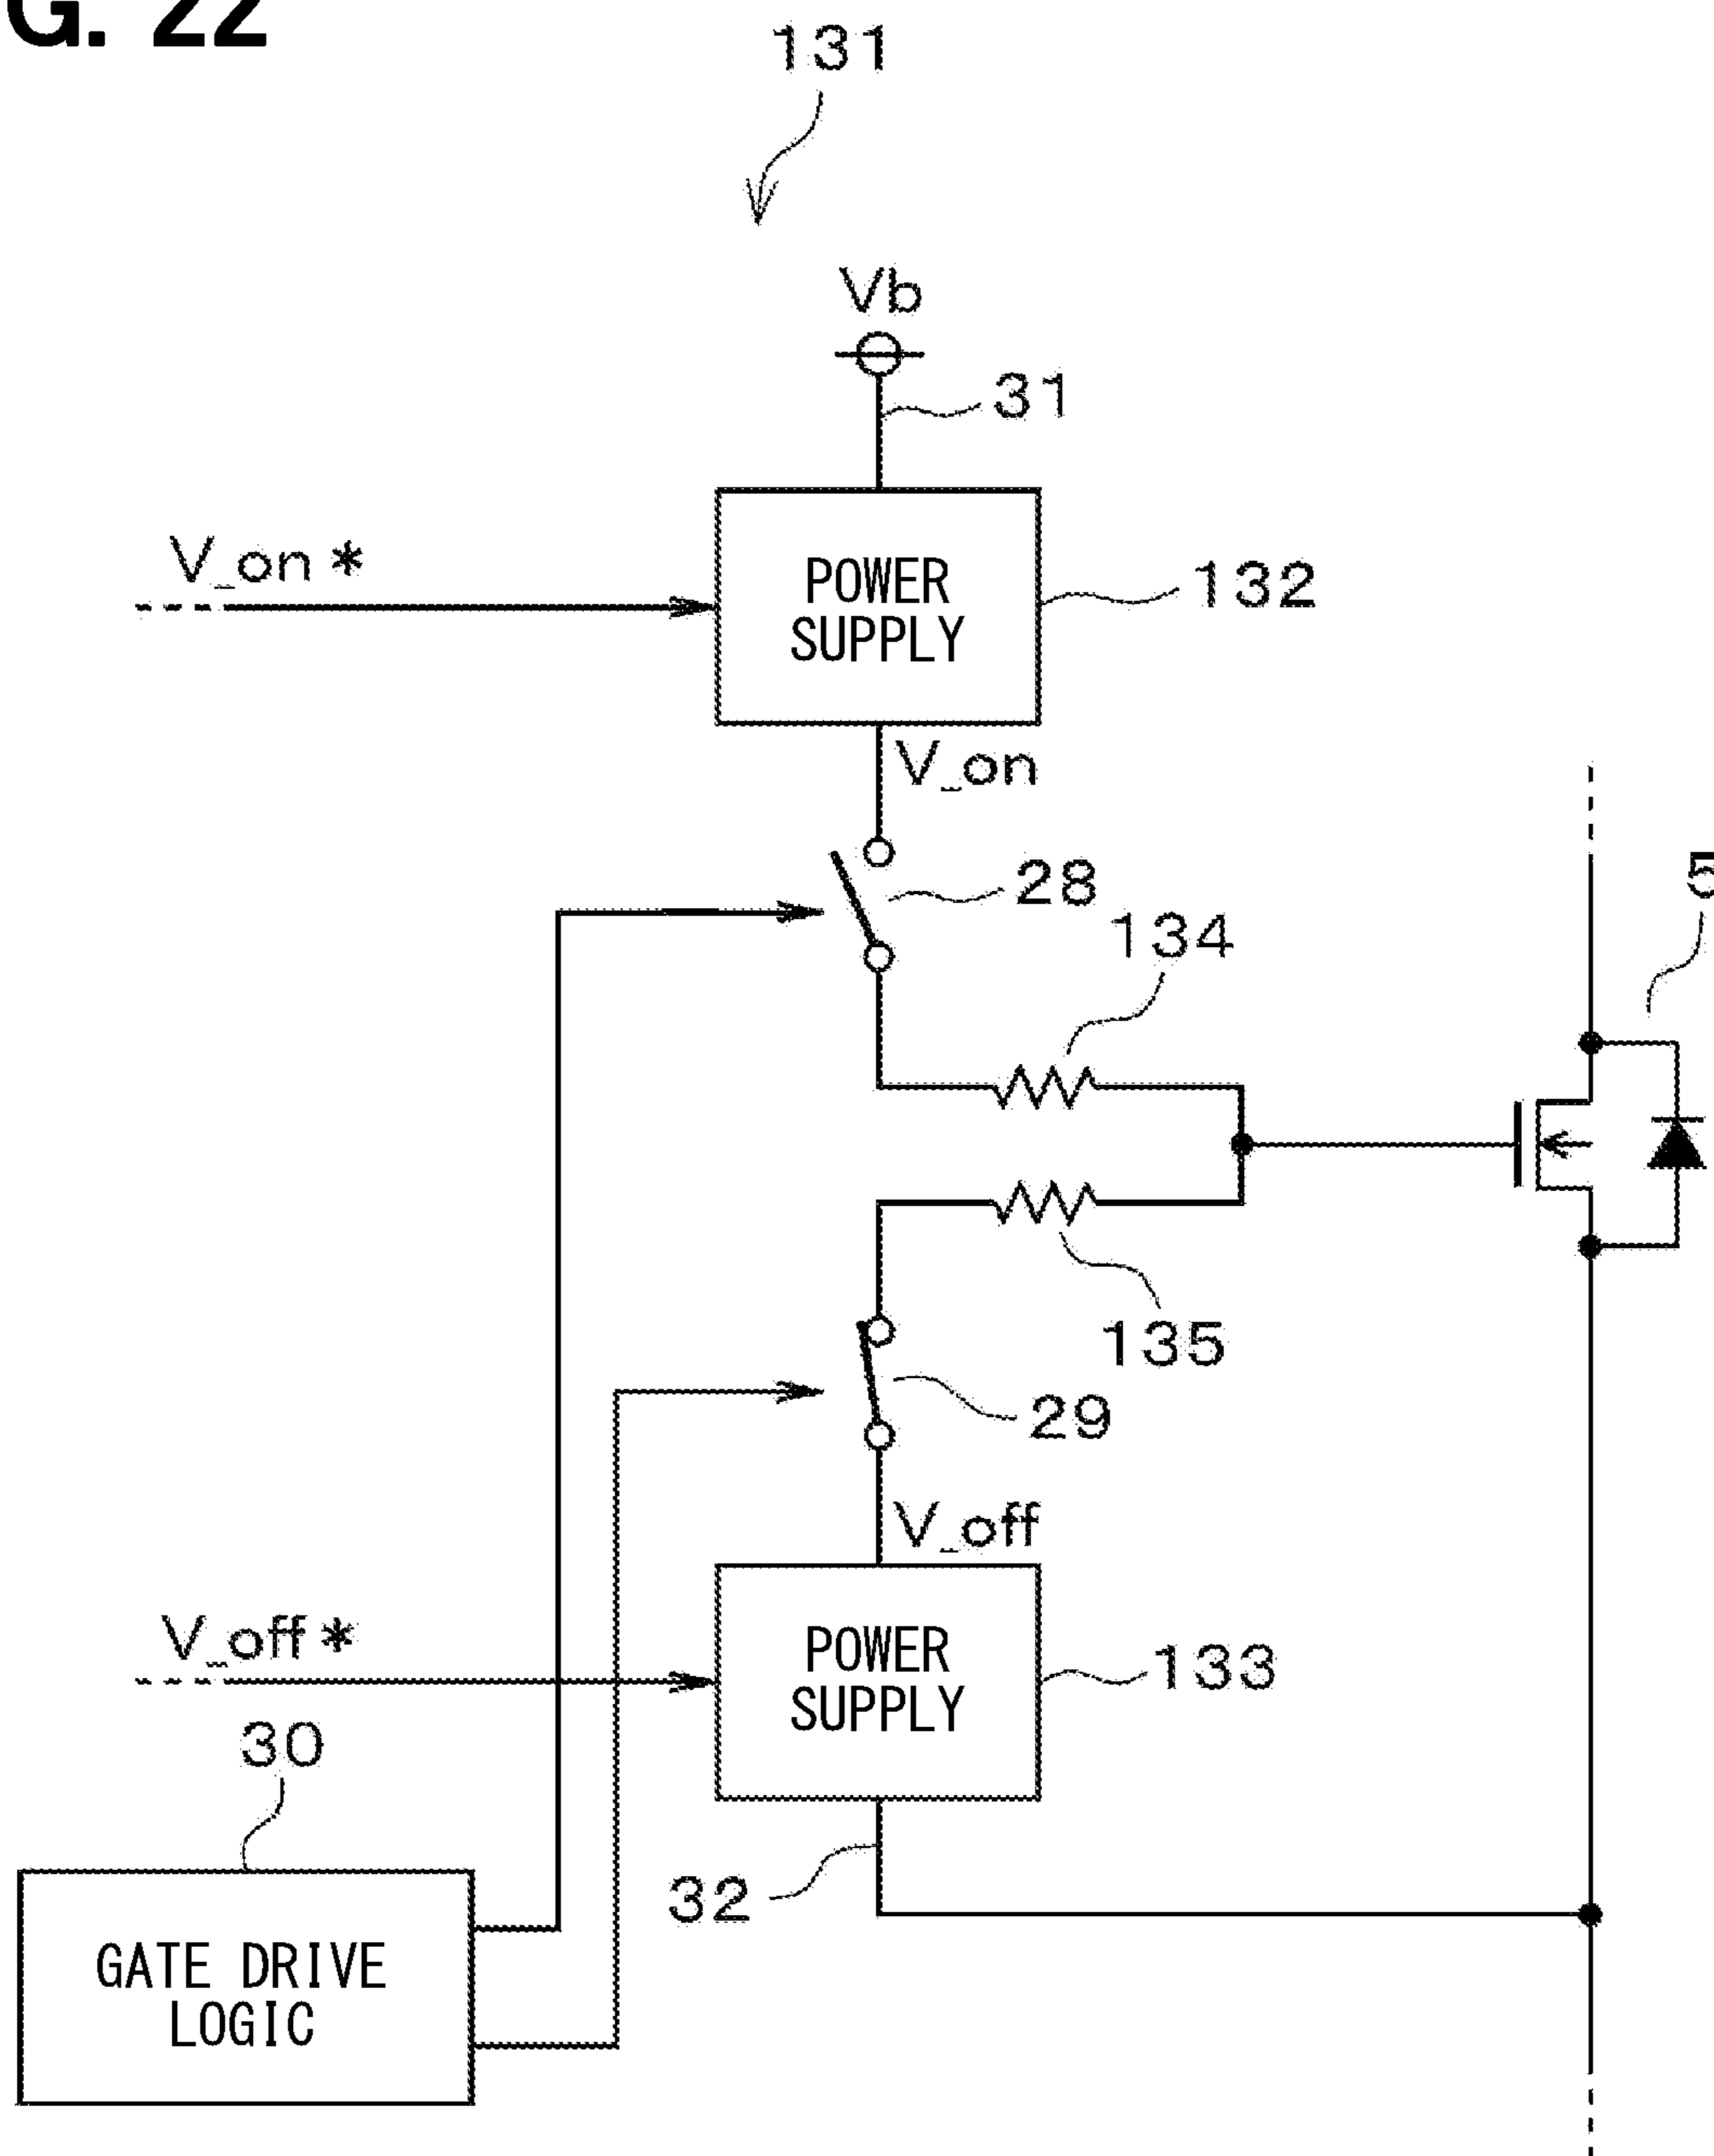 G. 22
131
Vb
31
V_on*
POWER
SUPPLY
132
V_on
28
134
5
135
29
V_off
V_off*
POWER
SUPPLY
133
30
32
GATE DRIVE
LOGIC